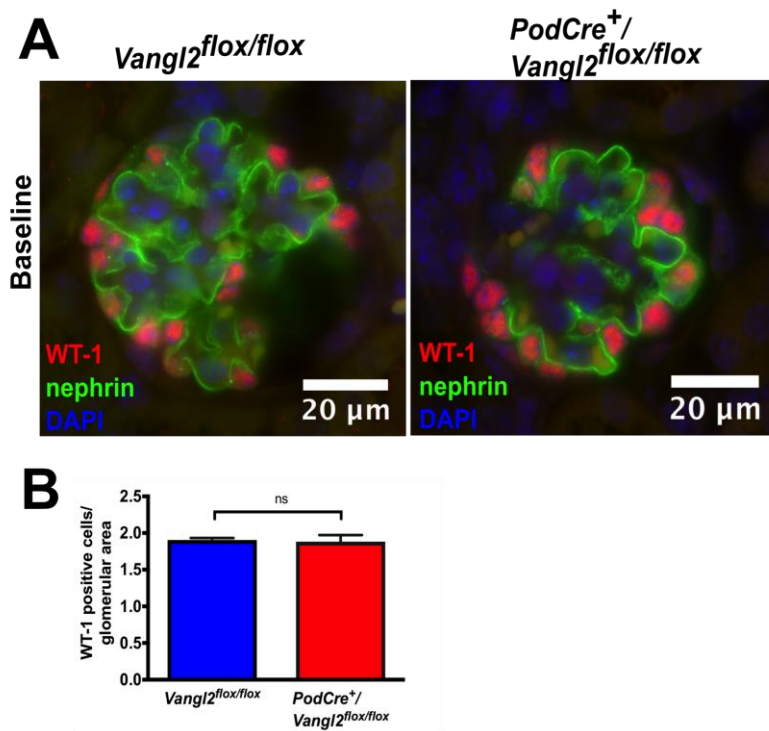 A
Vangl2flox/flox
PodCre+/
Vangl2flox/flox
Baseline
WT-1
nephrin
DAPI
20 µm
WT-1
nephrin
DAPI
20 µm
B
WT-1 positive cells/
glomerular area
2.5
2.0
1.5
1.0
0.5
0.0
ns
Vangl2flox/flox
PodCre+/
Vangl2flox/flox